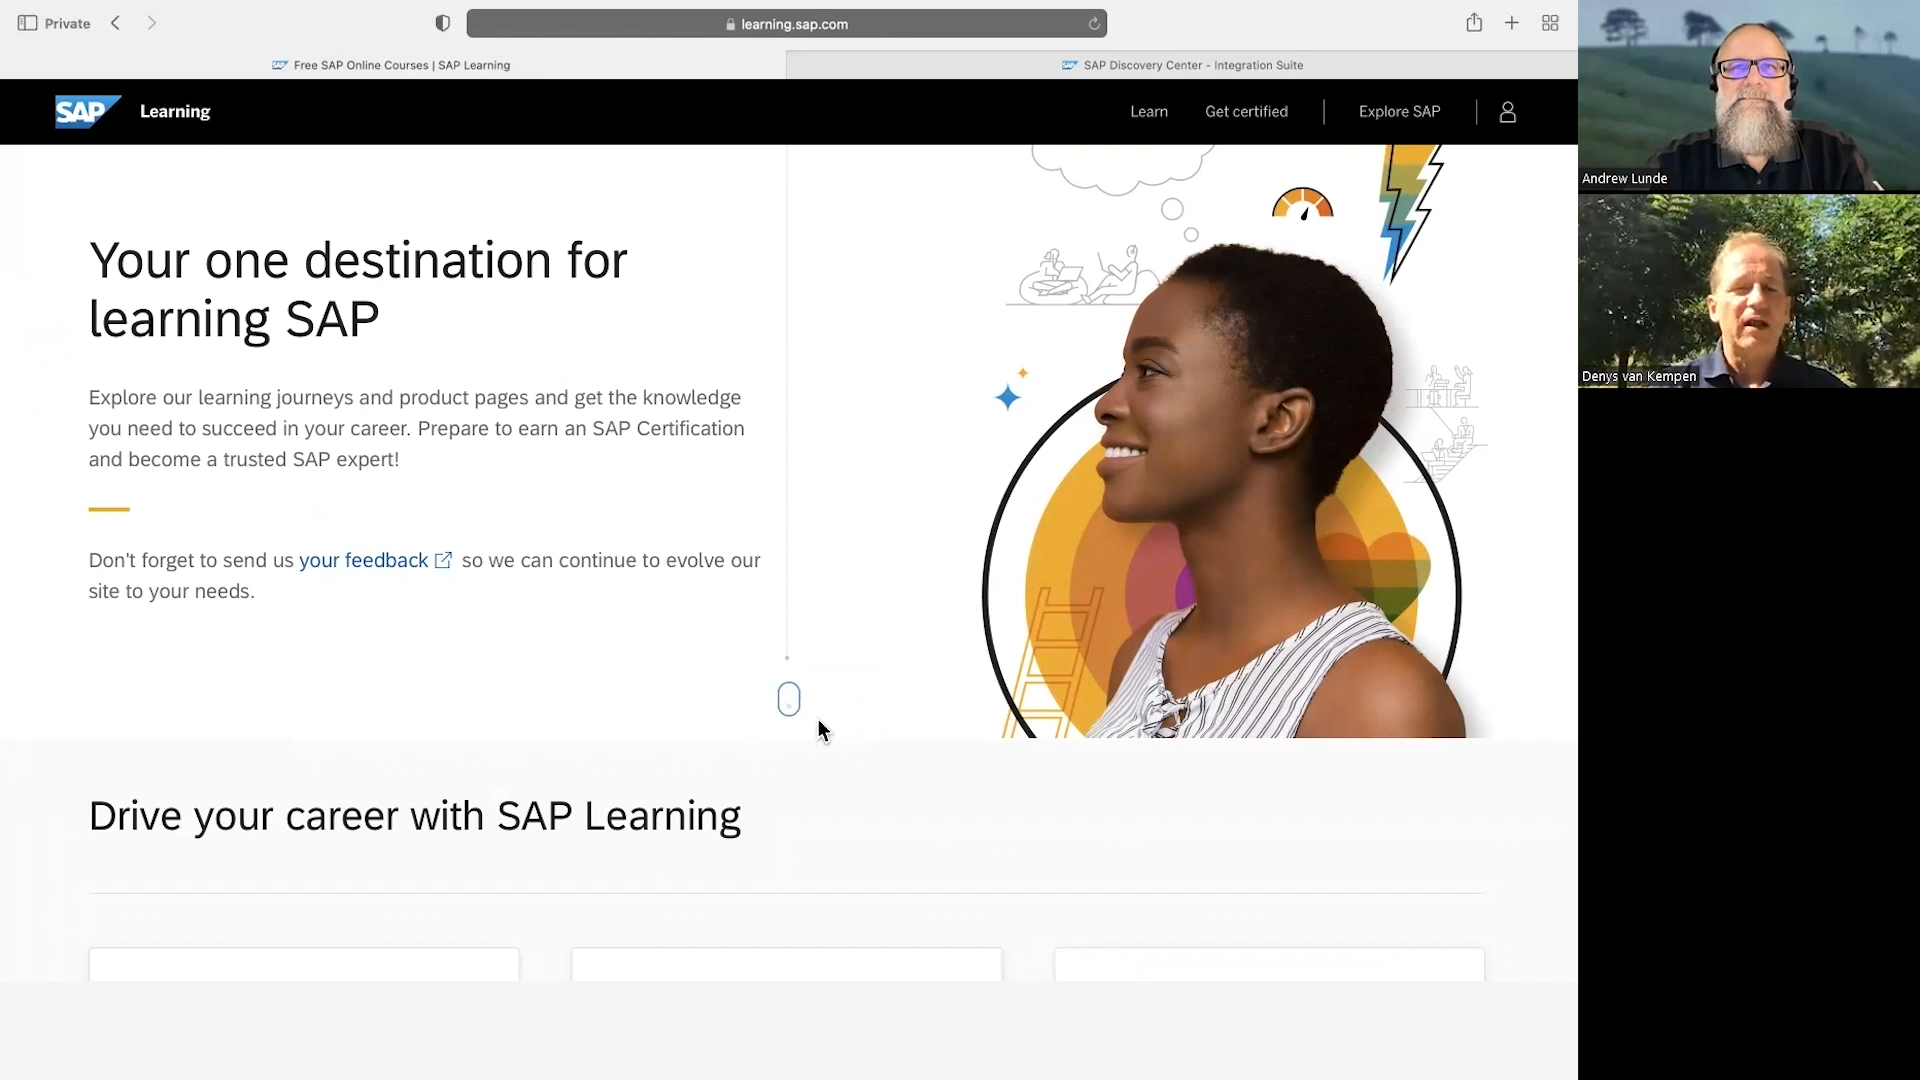 Private
learning.sap.com
Free SAP Online Courses | SAP Learning
SAP Discovery Center - Integration Suite
SAP Learning
Learn Get certified Explore SAP
Andrew Lunde
Your one destination for
learning SAP
Explore our learning journeys and product pages and get the knowledge
you need to succeed in your career. Prepare to earn an SAP Certification
and become a trusted SAP expert!
Denys van Kempen
Don't forget to send us your feedback so we can continue to evolve our
site to your needs.
Drive your career with SAP Learning